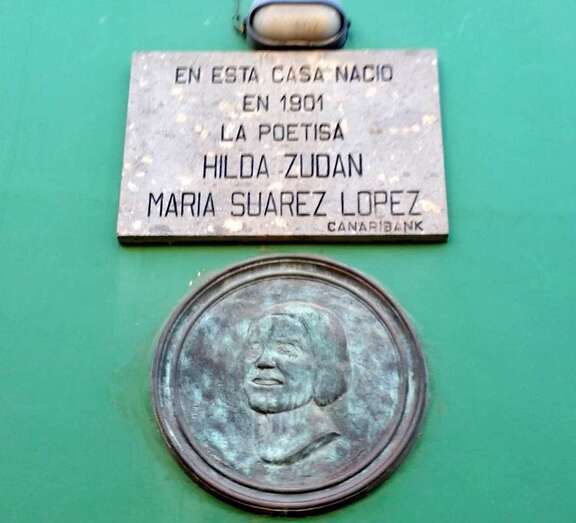 EN ESTA CASA NACIO
EN 1901
LA POETISA
HILDA ZUDAN
MARIA SUAREZ LOPEZ
CANARIBANK